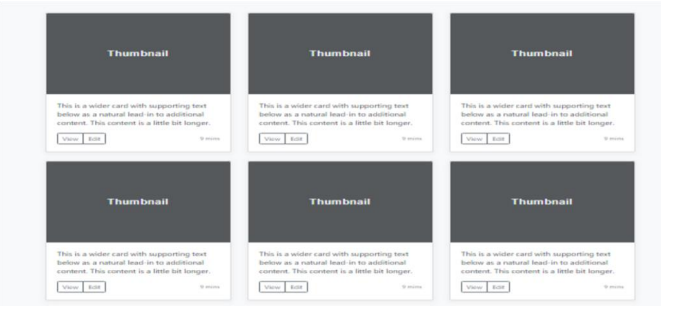 Thumbnail
Thumbnail
Thumbnail
This is a wider card with supporting text
below as a natural lead-in to additional
content. This content is a little bit longer.
View Edit
9 mins
This is a wider card with supporting text
below as a natural lead-in to additional
content. This content is a little bit longer.
View Edit
9 mins
This is a wider card with supporting text
below as a natural lead-in to additional
content. This content is a little bit longer.
View Edit
9 mins
Thumbnail
Thumbnail
Thumbnail
This is a wider card with supporting text
below as a natural lead-in to additional
content. This content is a little bit longer.
View Edit
9 mins
This is a wider card with supporting text
below as a natural lead-in to additional
content. This content is a little bit longer.
View Edit
9 mins
This is a wider card with supporting text
below as a natural lead-in to additional
content. This content is a little bit longer.
View Edit
9 mins